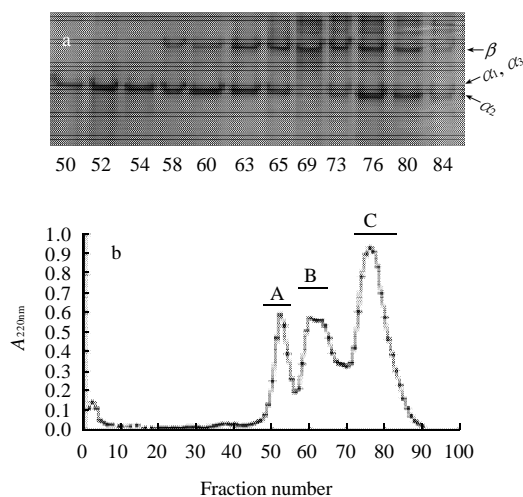 a
β
α1, α3
α2
50 52 54 58 60 63 65 69 73 76 80 84
b
A
B
C
A220nm
1.0
0.9
0.8
0.7
0.6
0.5
0.4
0.3
0.2
0.1
0.0
0 10 20 30 40 50 60 70 80 90 100
Fraction number